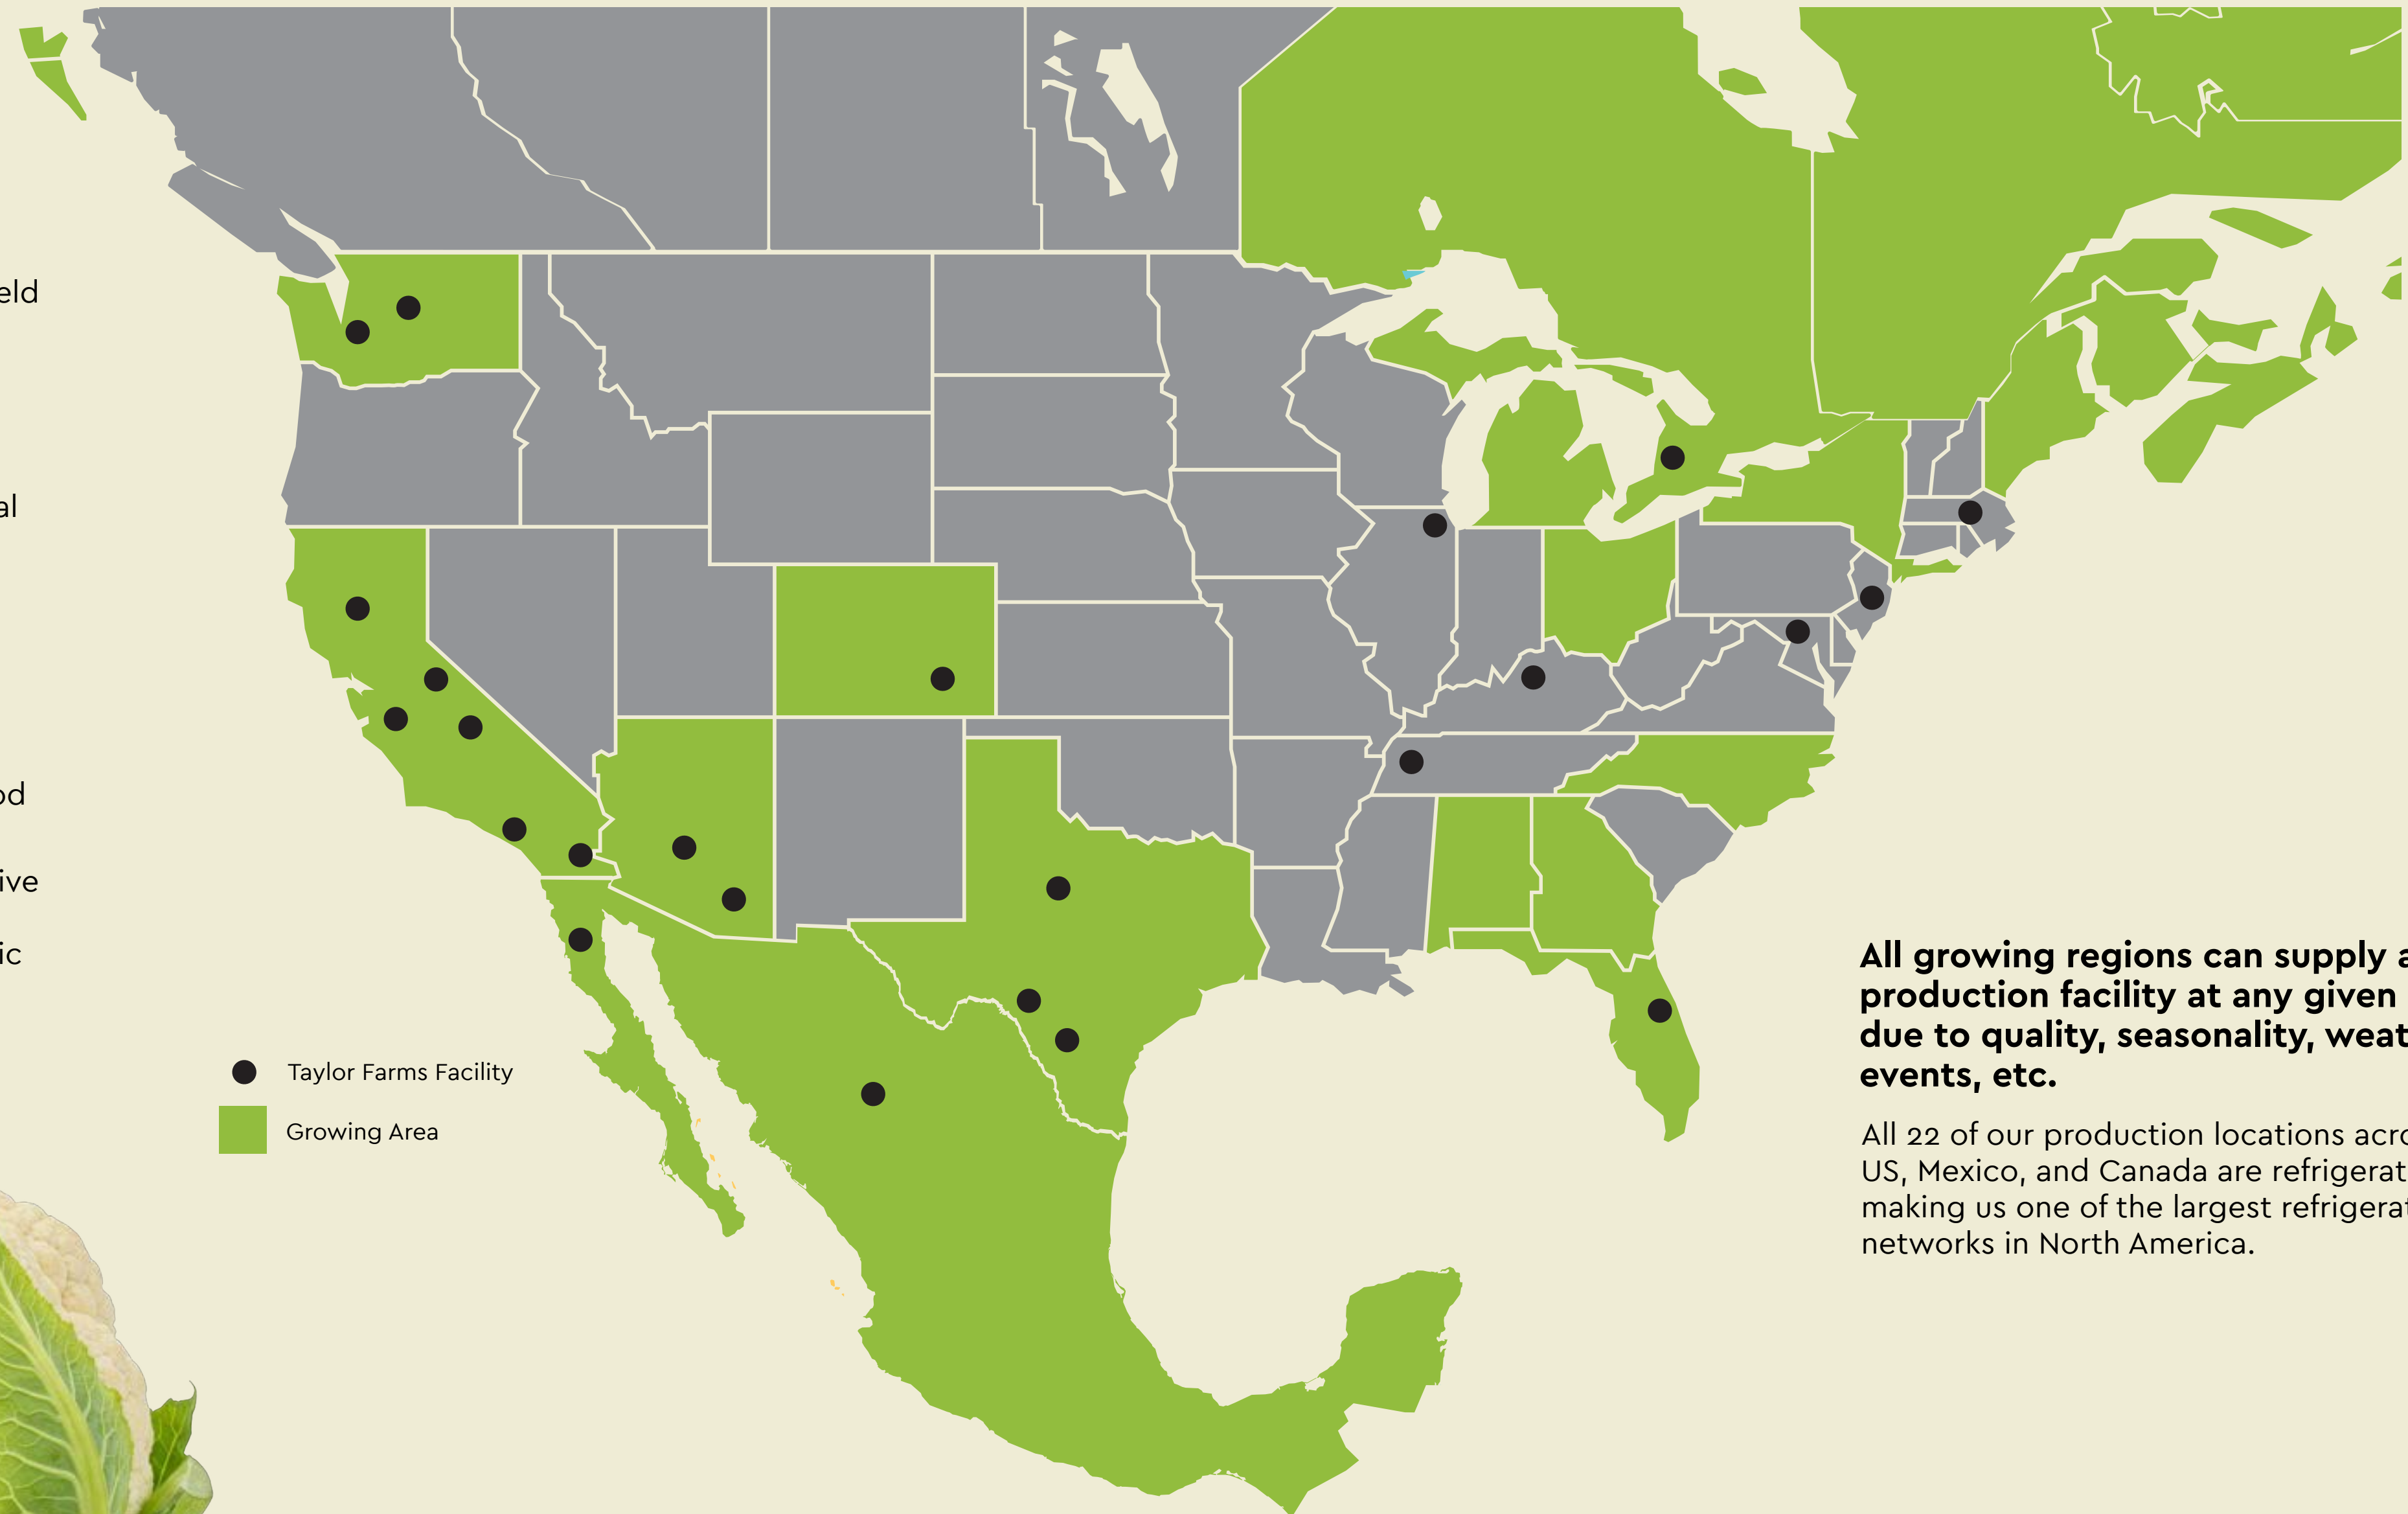 eld
al
od
ive
ic
Taylor Farms Facility
Growing Area
All growing regions can supply a
production facility at any given
due to quality, seasonality, weat
events, etc.
All 22 of our production locations acro
US, Mexico, and Canada are refrigerat
making us one of the largest refrigerat
networks in North America.